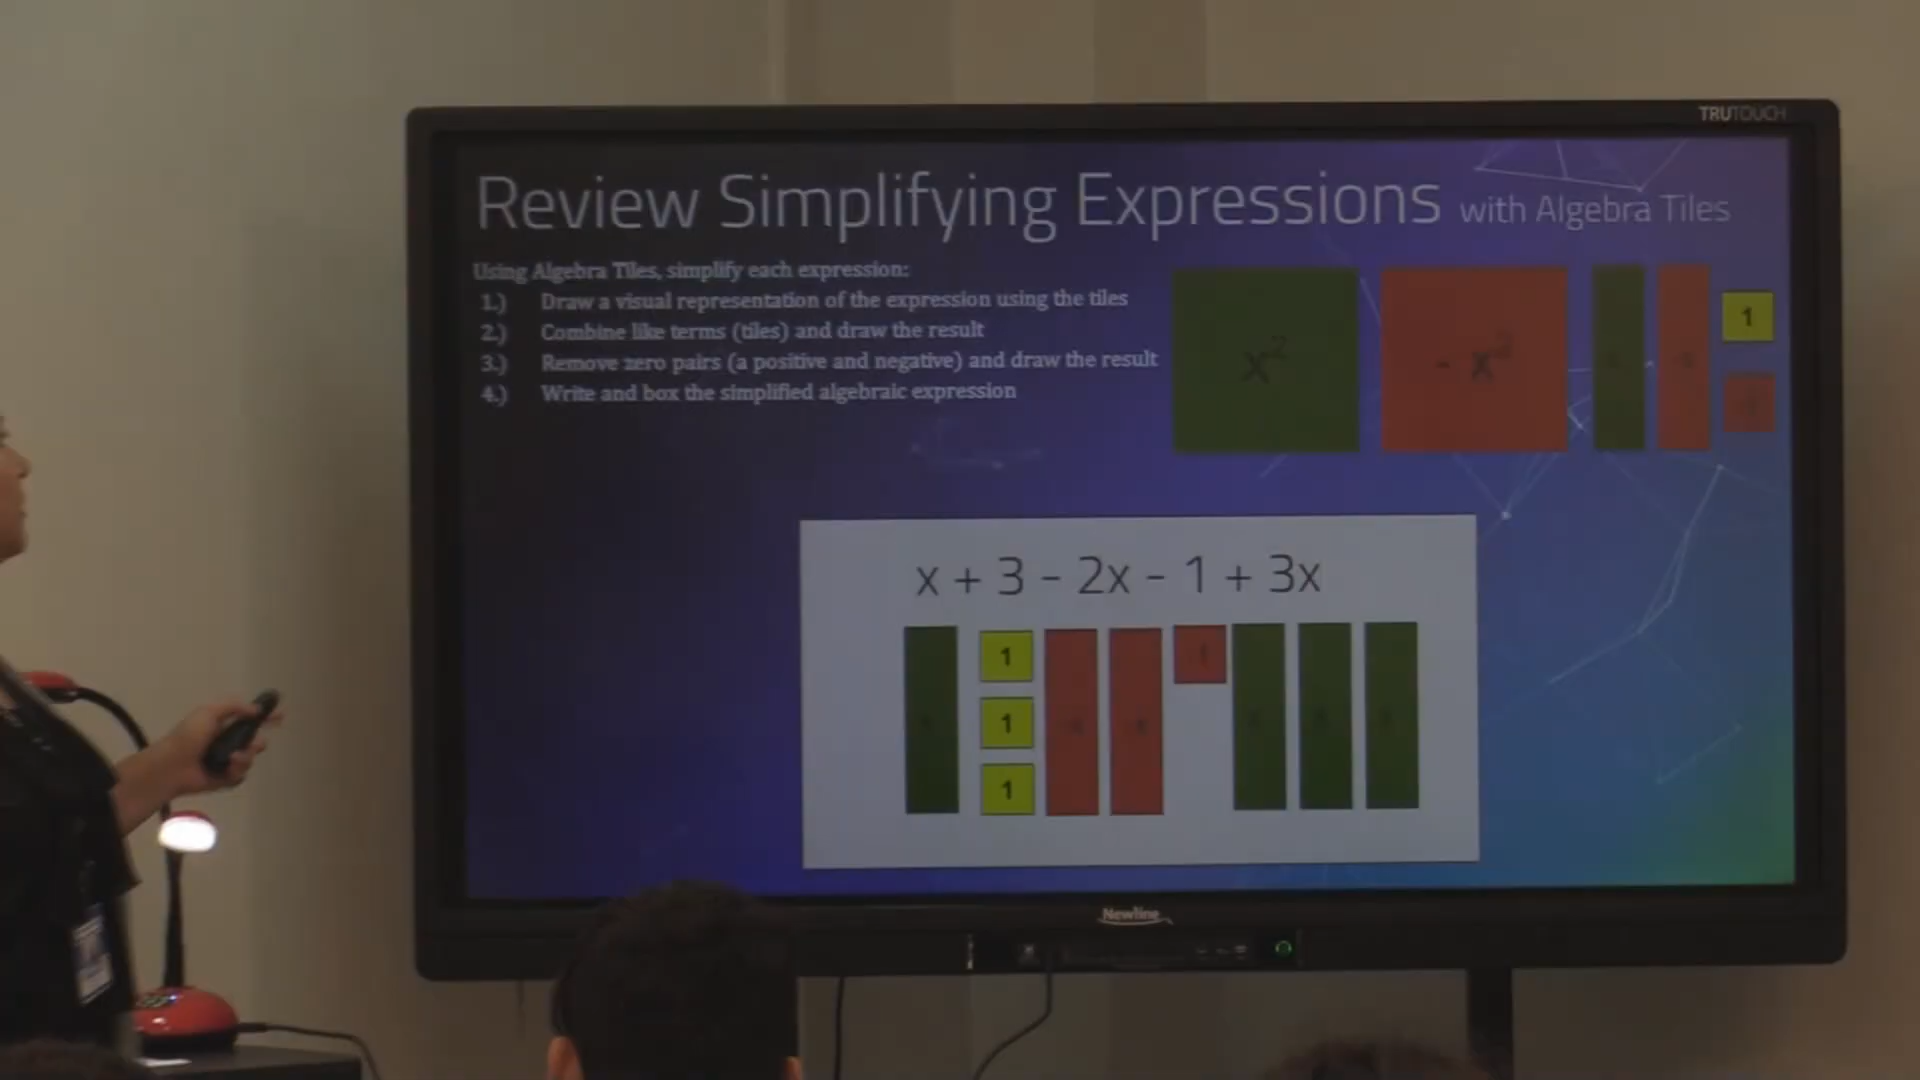 TRUTOUCH
Review Simplifying Expressions with Algebra Tiles
Using Algebra Tiles, simplify each expression:
1.) Draw a visual representation of the expression using the tiles
2.) Combine like terms (tiles) and draw the result
3.) Remove zero pairs (a positive and negative) and draw the result
4.) Write and box the simplified algebraic expression
x² - x² 1
x + 3 - 2x - 1 + 3x
1
1
1
Newline